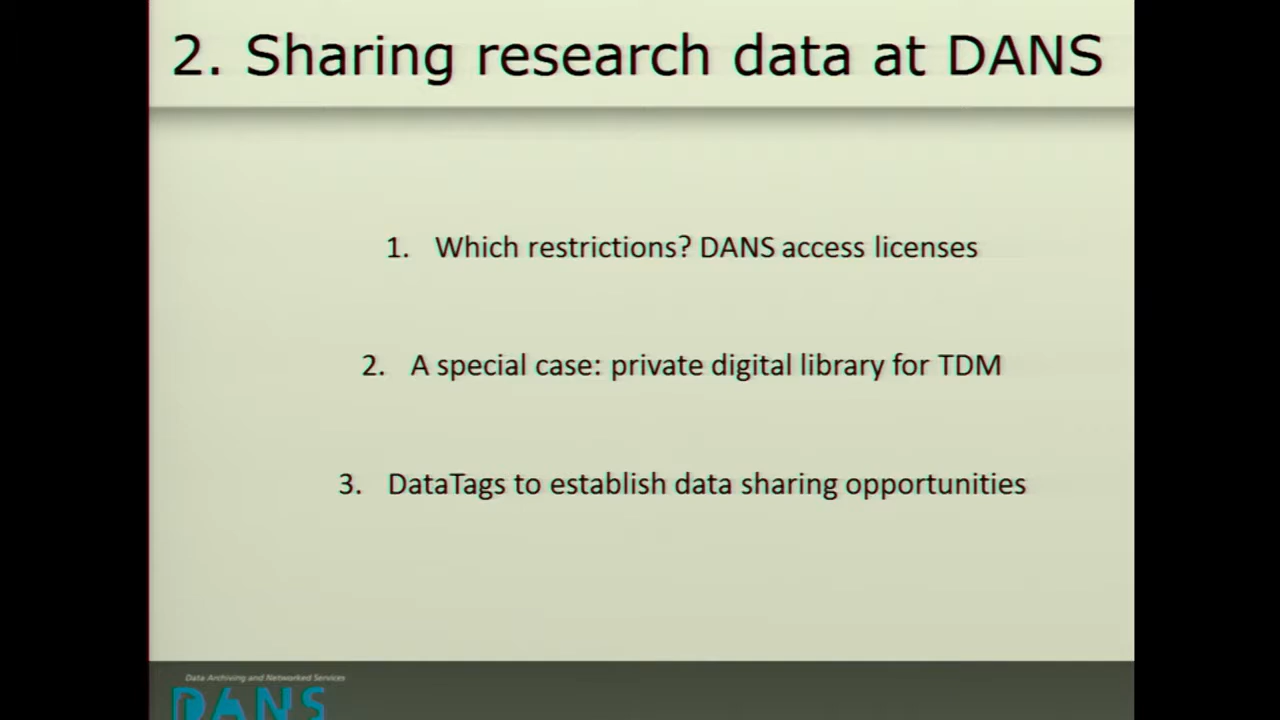 2. Sharing research data at DANS
1. Which restrictions? DANS access licenses
2. A special case: private digital library for TDM
3. DataTags to establish data sharing opportunities
Data Archiving and Networked Services
DANS